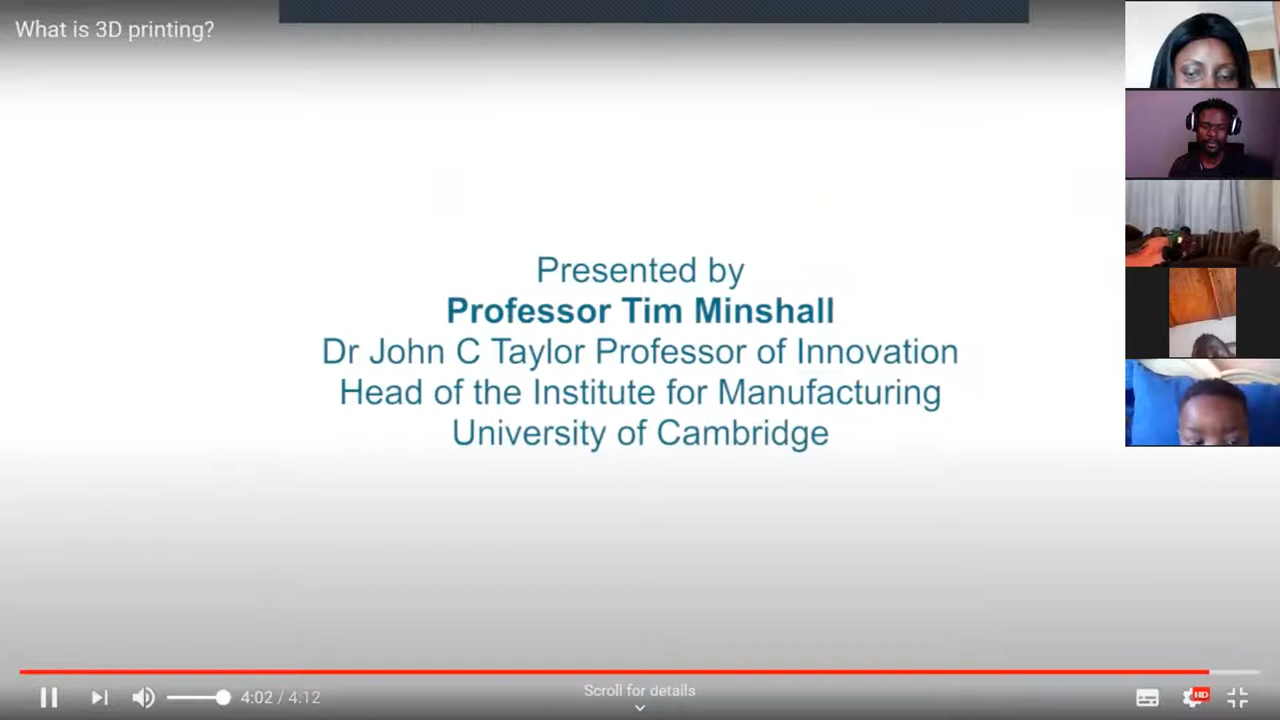 What is 3D printing?
Presented by
Professor Tim Minshall
Dr John C Taylor Professor of Innovation
Head of the Institute for Manufacturing
University of Cambridge
Scroll for details
4:02 / 4:12
HD